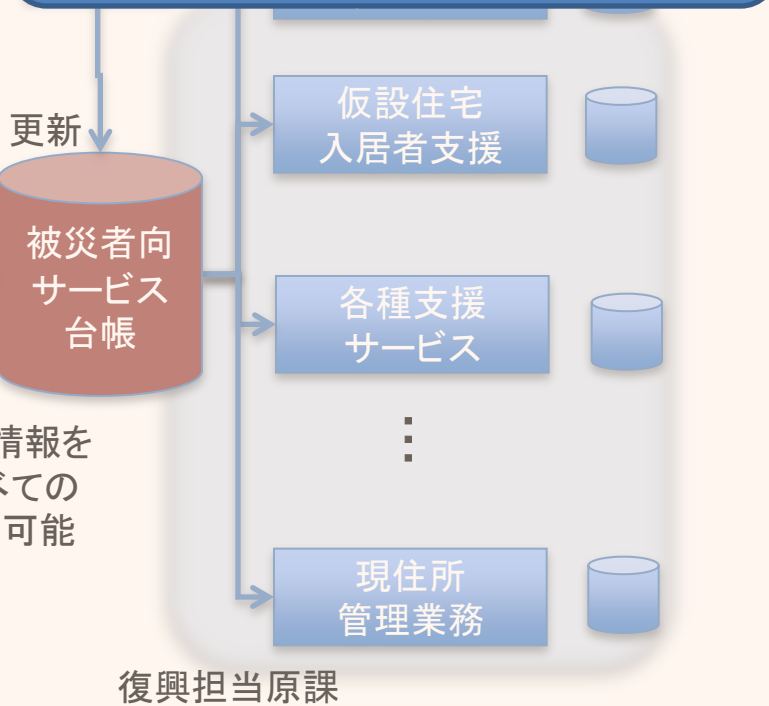 更新
仮設住宅
入居者支援
被災者向
サービス
台帳
各種支援
サービス
情報を
べての
可能
現住所
管理業務
復興担当原課